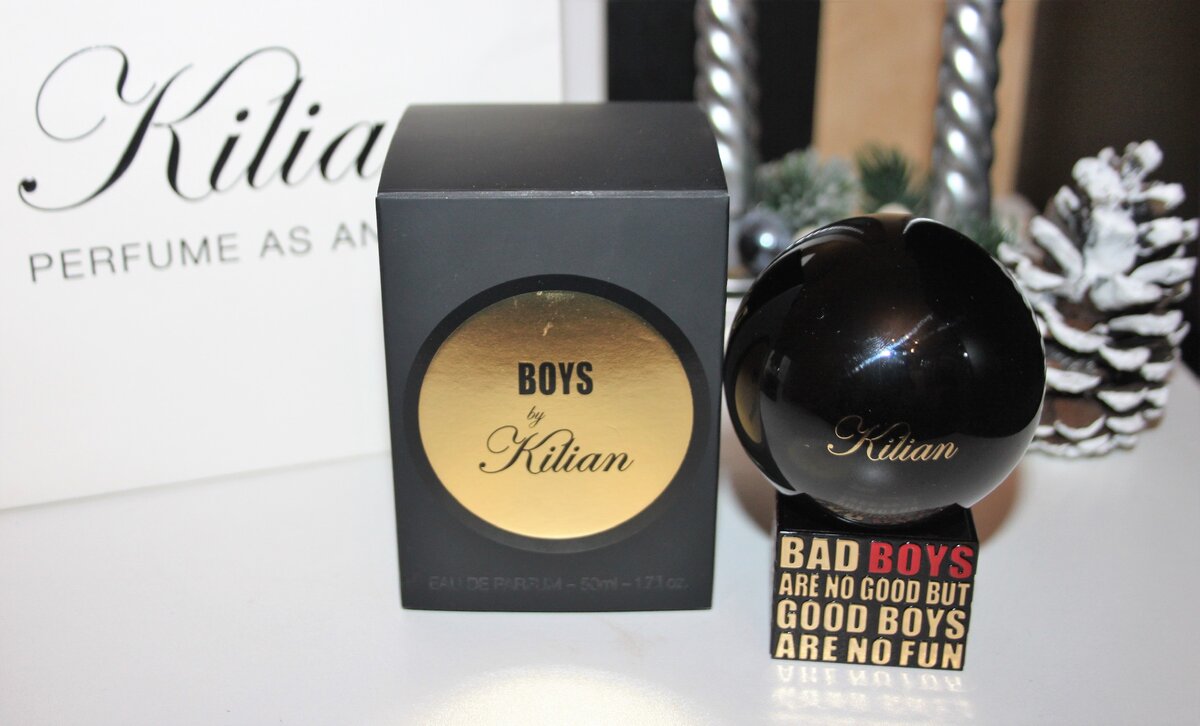 Kilia
PERFUME AS AN
BOYS
by
Kilian
EAU DE PARFUM – 50ml – 1.7 fl oz.
Kilian
BAD BOYS
ARE NO GOOD BUT
GOOD BOYS
ARE NO FUN